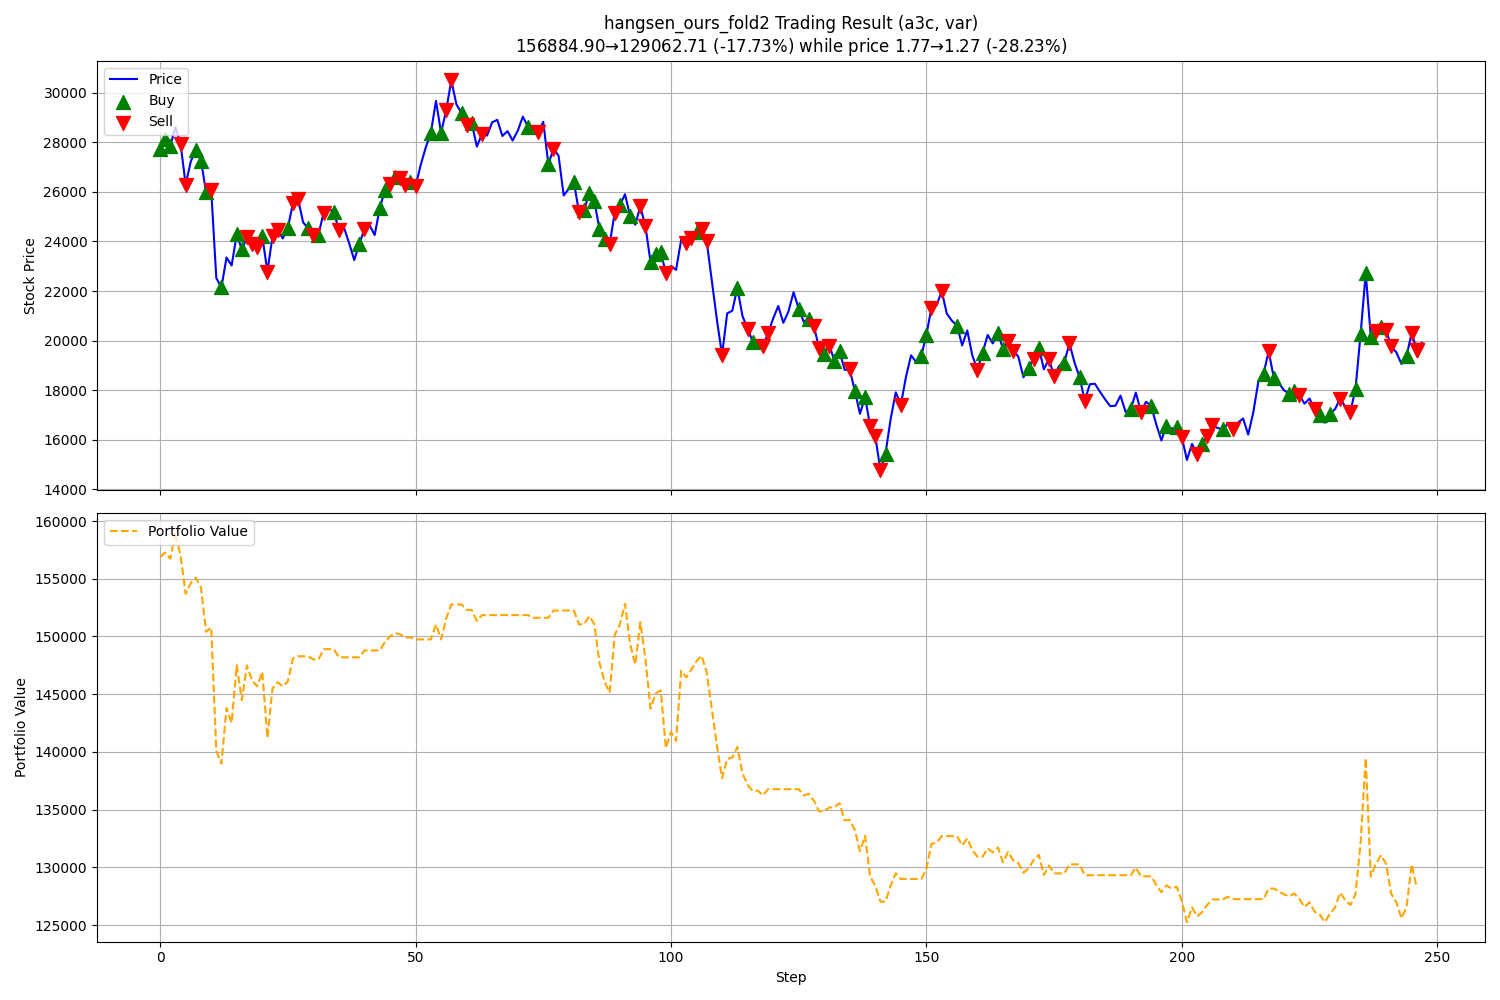 hangsen_ours_fold2 Trading Result (a3c, var)
156884.90→129062.71 (-17.73%) while price 1.77→1.27 (-28.23%)
Price
Buy
Sell
Stock Price
30000
28000
26000
24000
22000
20000
18000
16000
14000
Portfolio Value
Portfolio Value
160000
155000
150000
145000
140000
135000
130000
125000
0
50
100
150
200
250
Step